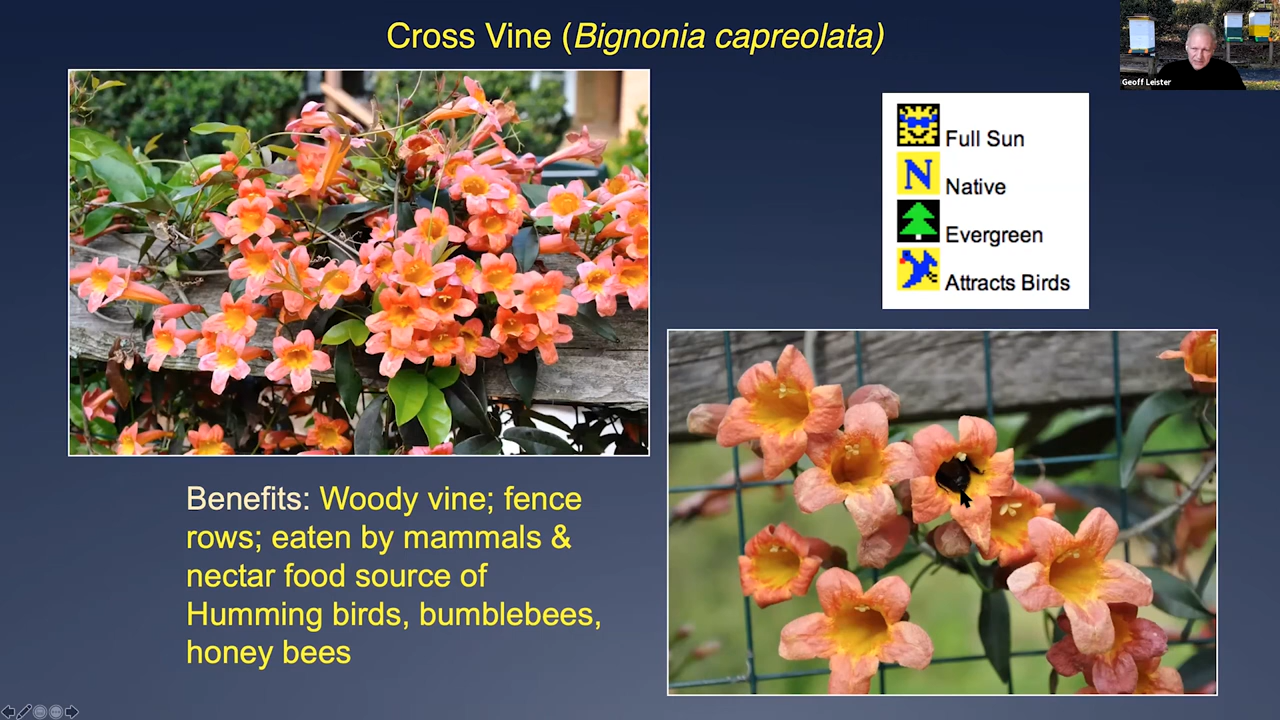 Cross Vine (Bignonia capreolata)
Geoff Leister
Full Sun
N Native
Evergreen
Attracts Birds
Benefits: Woody vine; fence
rows; eaten by mammals &
nectar food source of
Humming birds, bumblebees,
honey bees